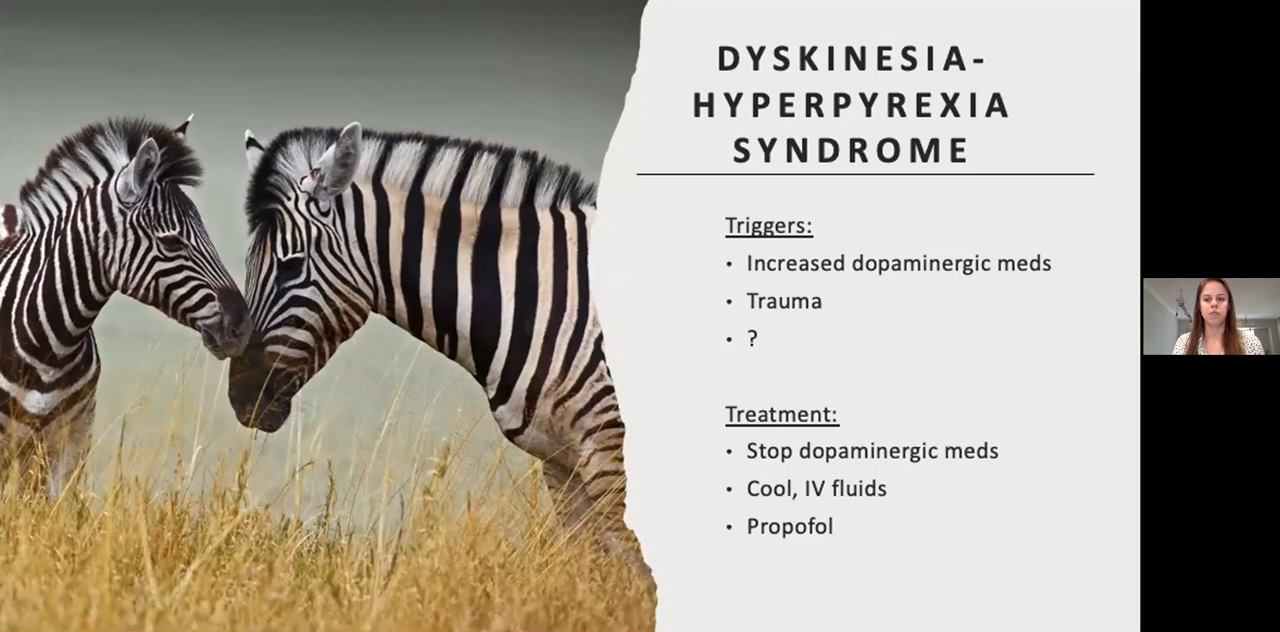 DYSKINESIA-
HYPERPYREXIA
SYNDROME
Triggers:
• Increased dopaminergic meds
• Trauma
• ?
Treatment:
• Stop dopaminergic meds
• Cool, IV fluids
• Propofol